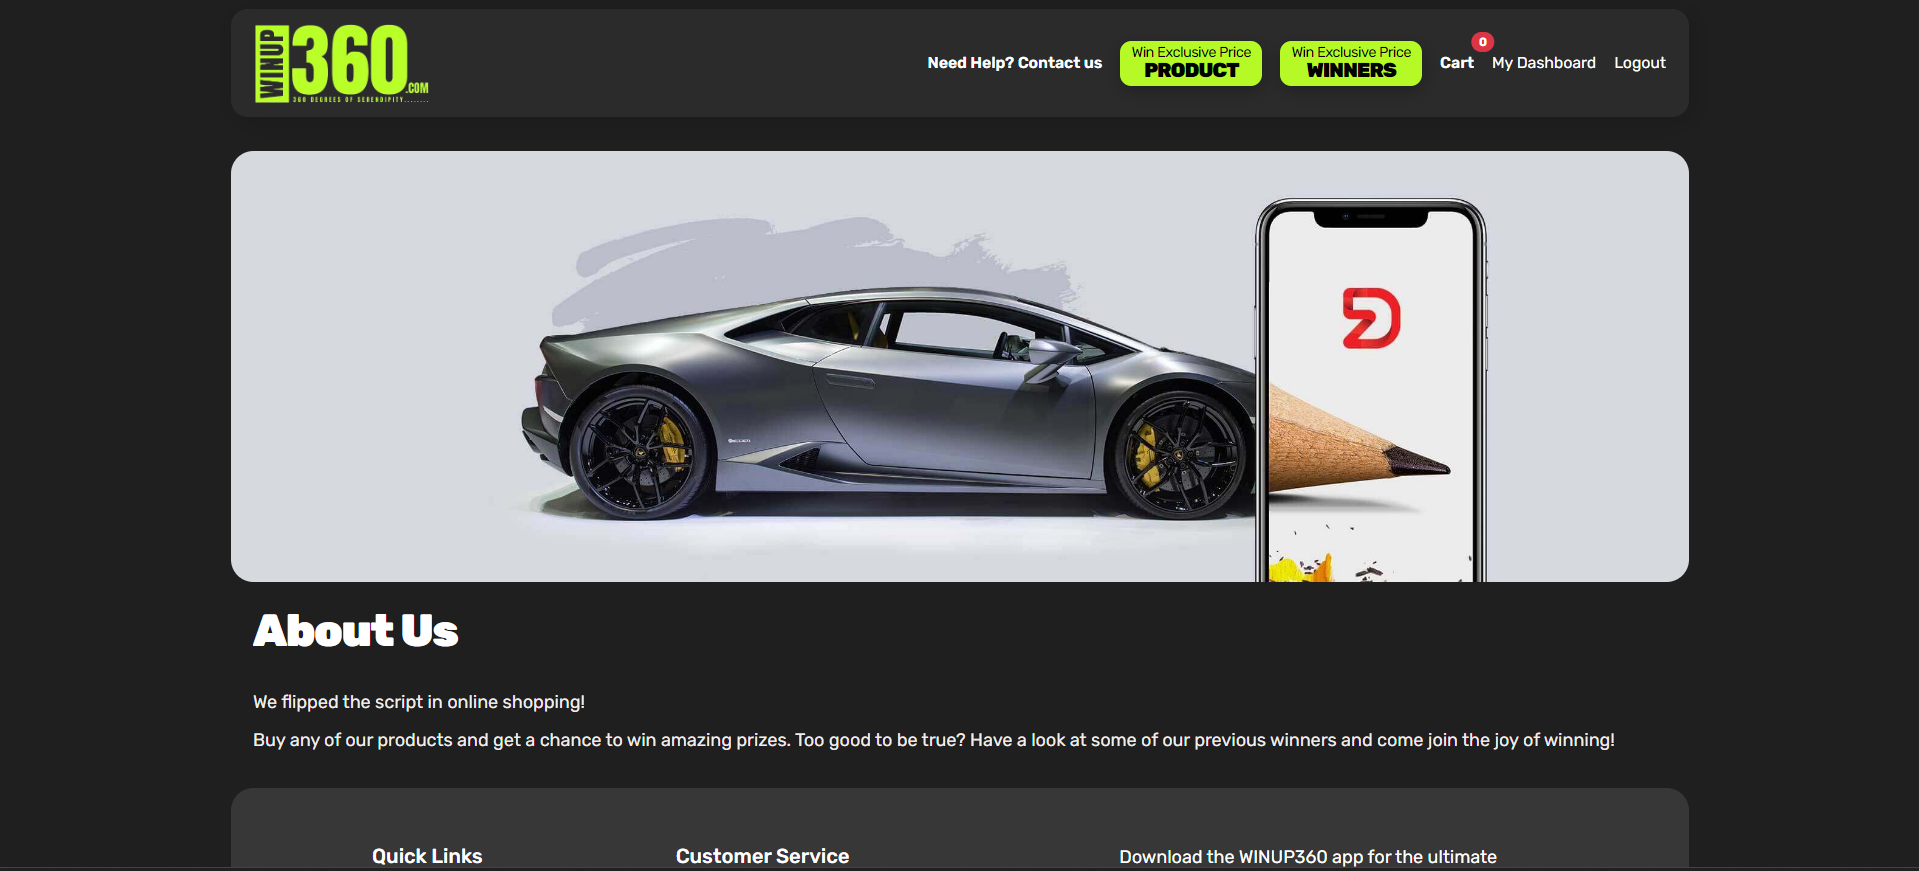 WINUP
360
.COM
360 DEGREES OF SERENDIPITY........
Need Help? Contact us
Win Exclusive Price
PRODUCT
Win Exclusive Price
WINNERS
Cart
0
My Dashboard
Logout
About Us
We flipped the script in online shopping!
Buy any of our products and get a chance to win amazing prizes. Too good to be true? Have a look at some of our previous winners and come join the joy of winning!
Quick Links
Customer Service
Download the WINUP360 app for the ultimate